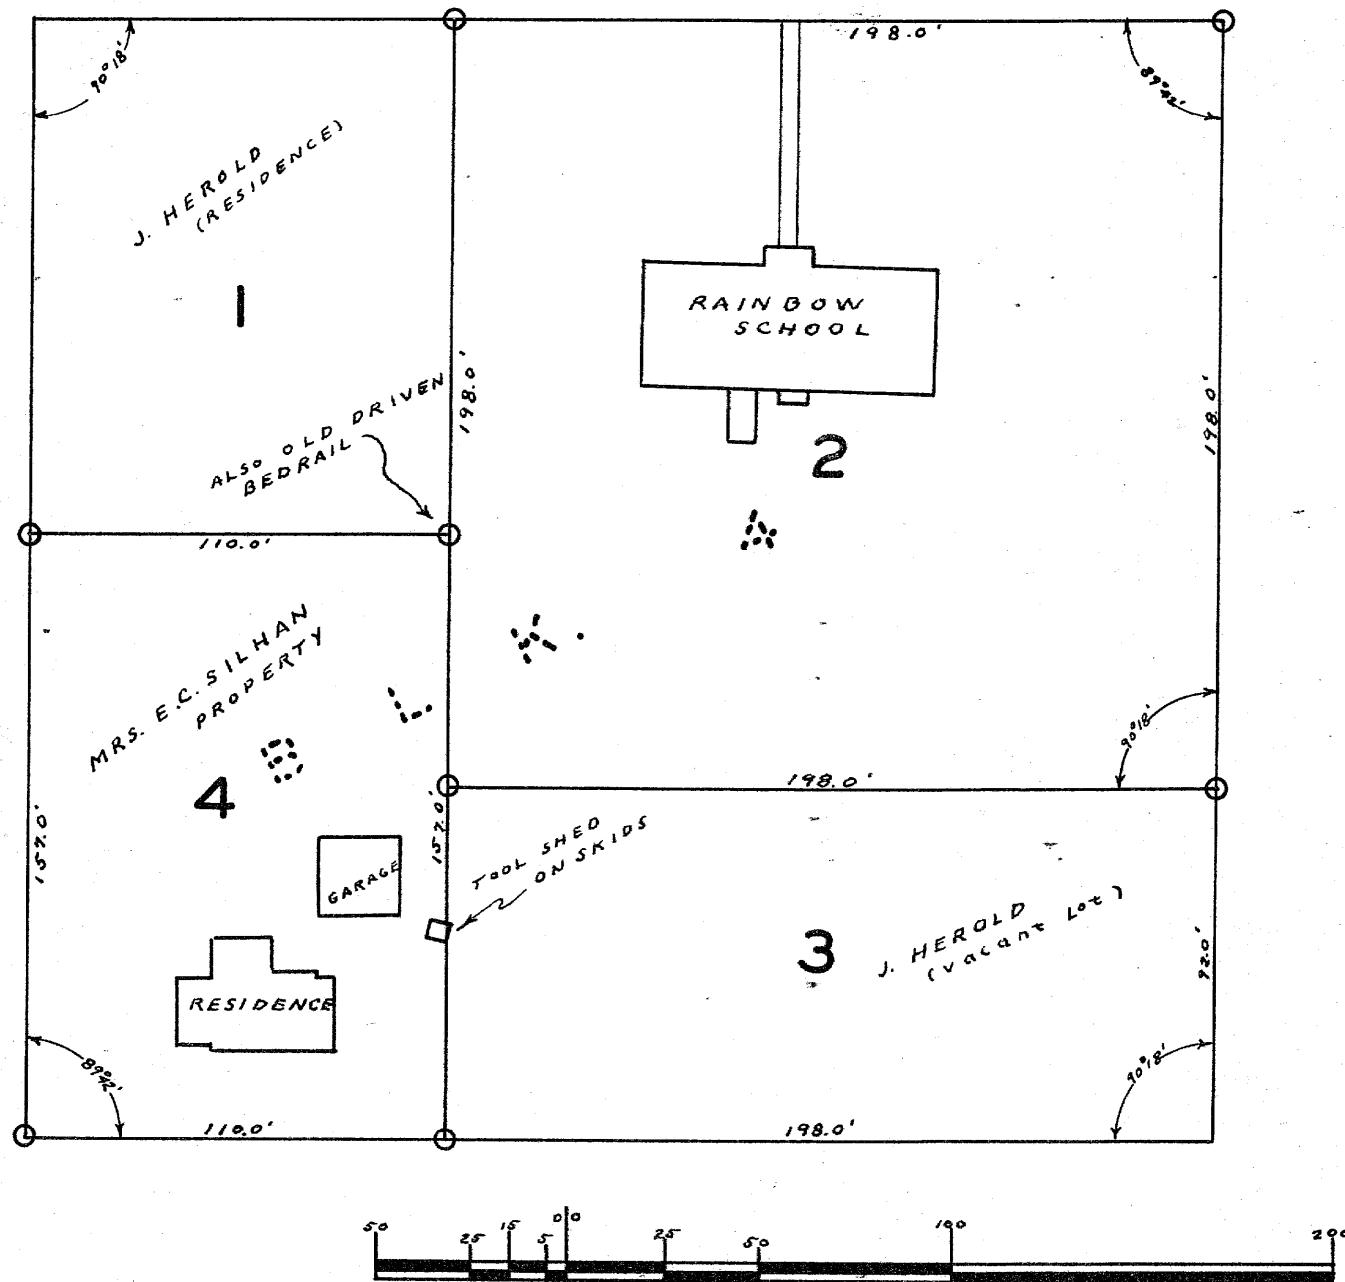 198.0'
90°18'
89°42'
J. HEROLD
(RESIDENCE)
1
RAINBOW
SCHOOL
198.0'
198.0'
ALSO OLD DRIVEN
BEDRAIL
2
A
110.0'
K.
MRS. E.C. SILHAN
PROPERTY
L
B
90°18'
4
198.0'
157.0'
157.0'
TOOL SHED
ON SKIDS
GARAGE
3
J. HEROLD
(vacant Lot)
92.0'
RESIDENCE
89°42'
90°18'
110.0'
198.0'
50 25 15 5 0 0 25 50 100 200